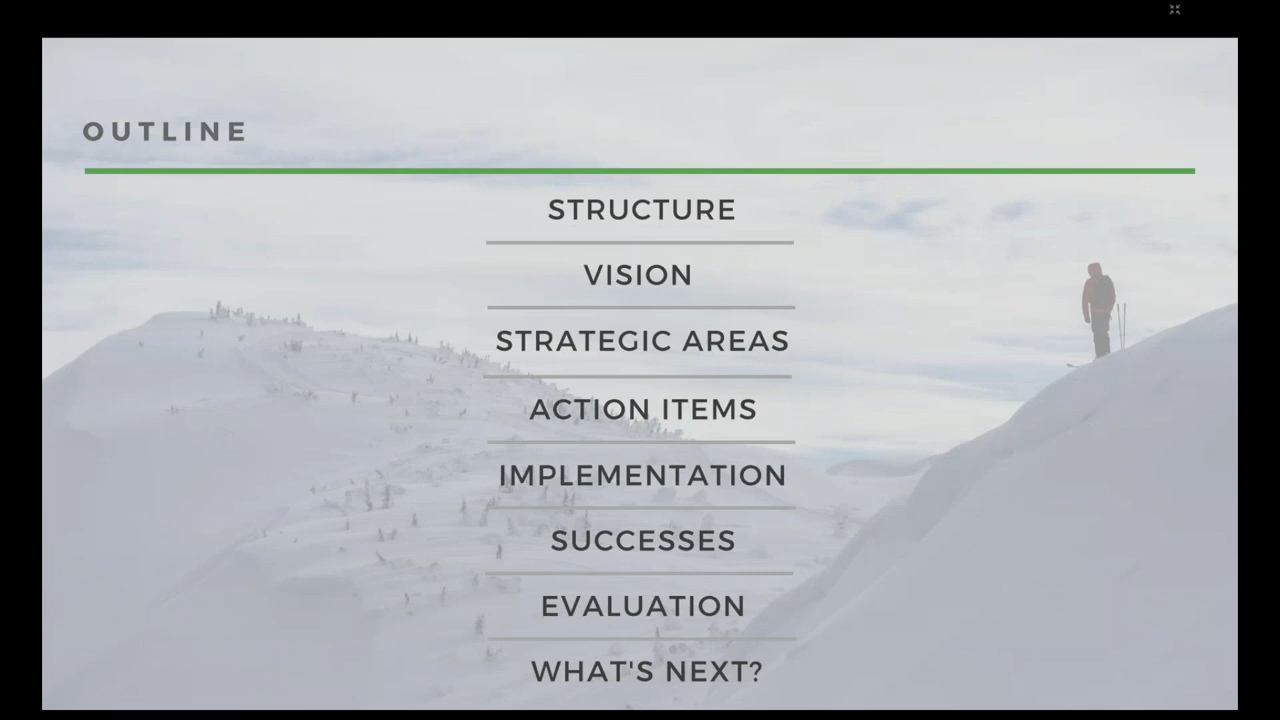 OUTLINE
STRUCTURE
VISION
STRATEGIC AREAS
ACTION ITEMS
IMPLEMENTATION
SUCCESSES
EVALUATION
WHAT'S NEXT?